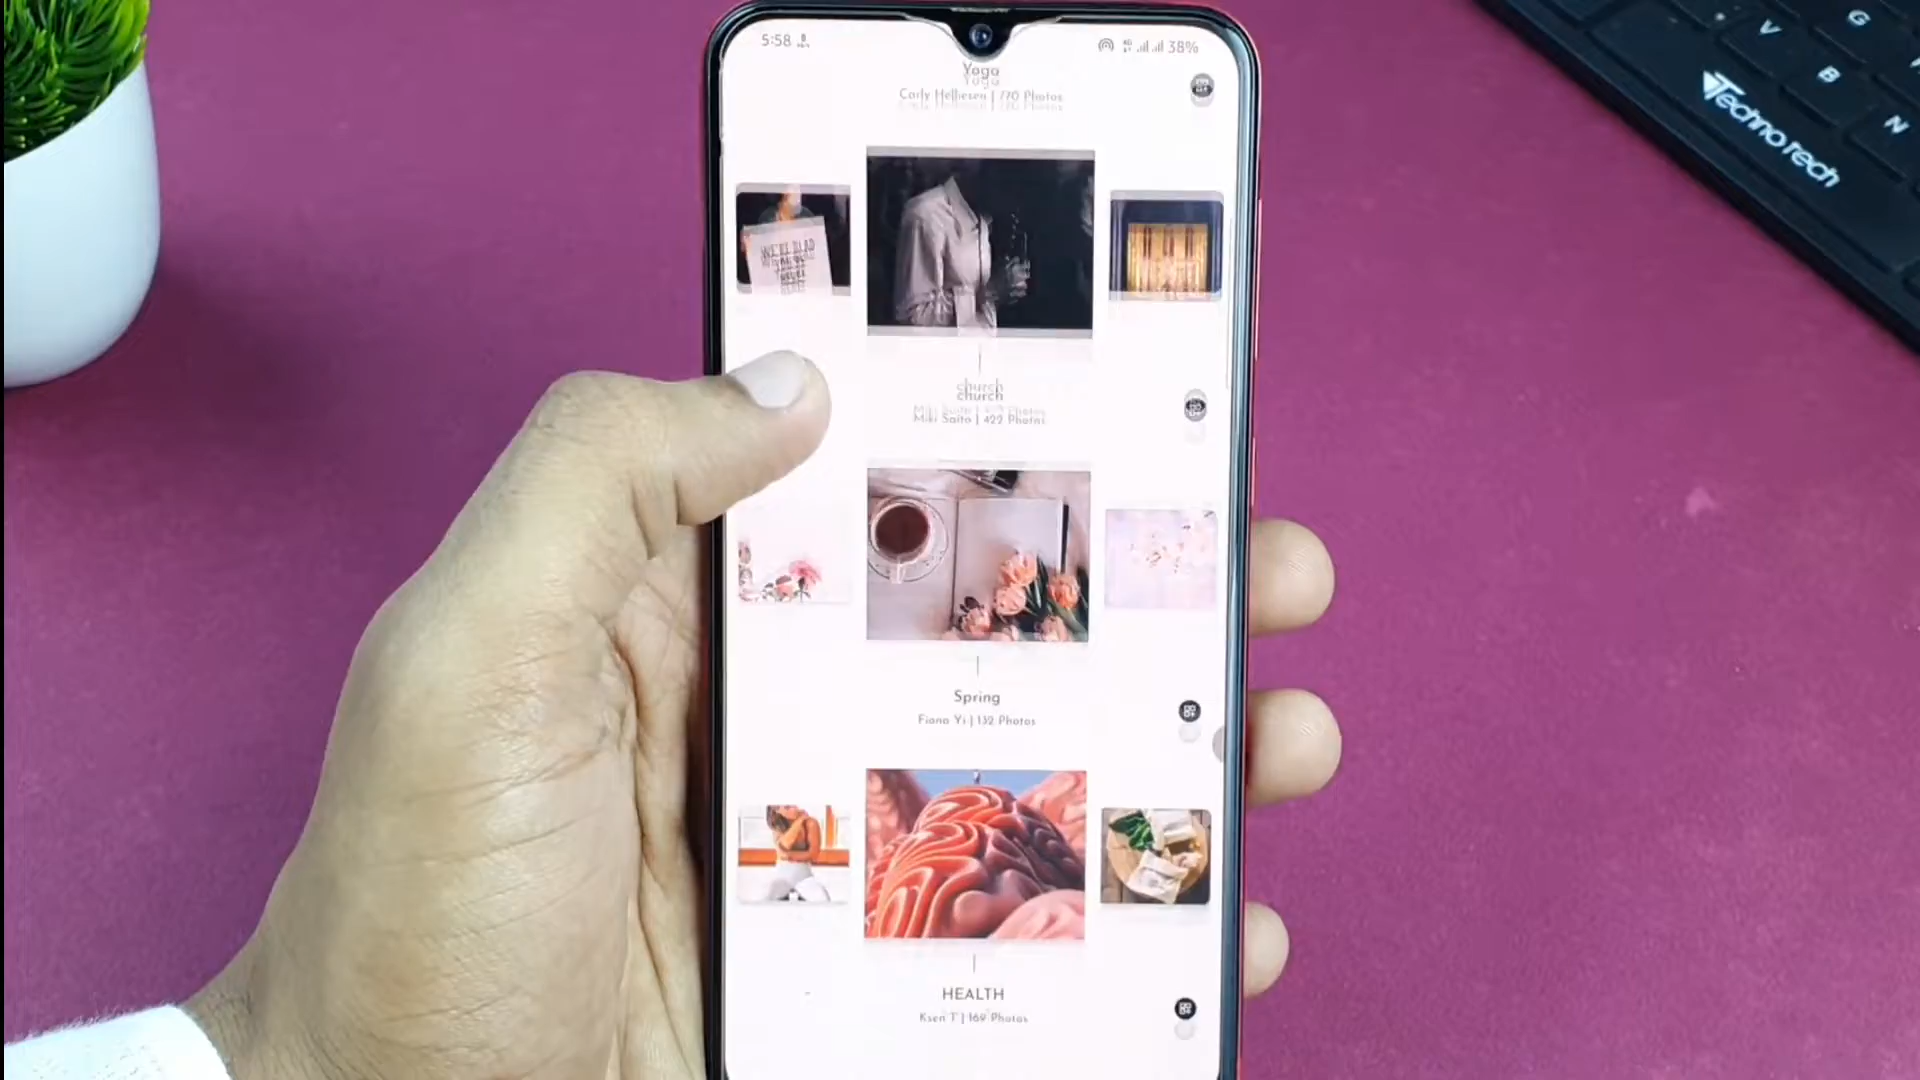 5:58
38%
Yoga
Carly Helliesen | 770 Photos
church
Miki Saito | 422 Photos
Spring
Fiona Yi | 132 Photos
HEALTH
Ksen T | 169 Photos
G
V
B
N
Techno Tech